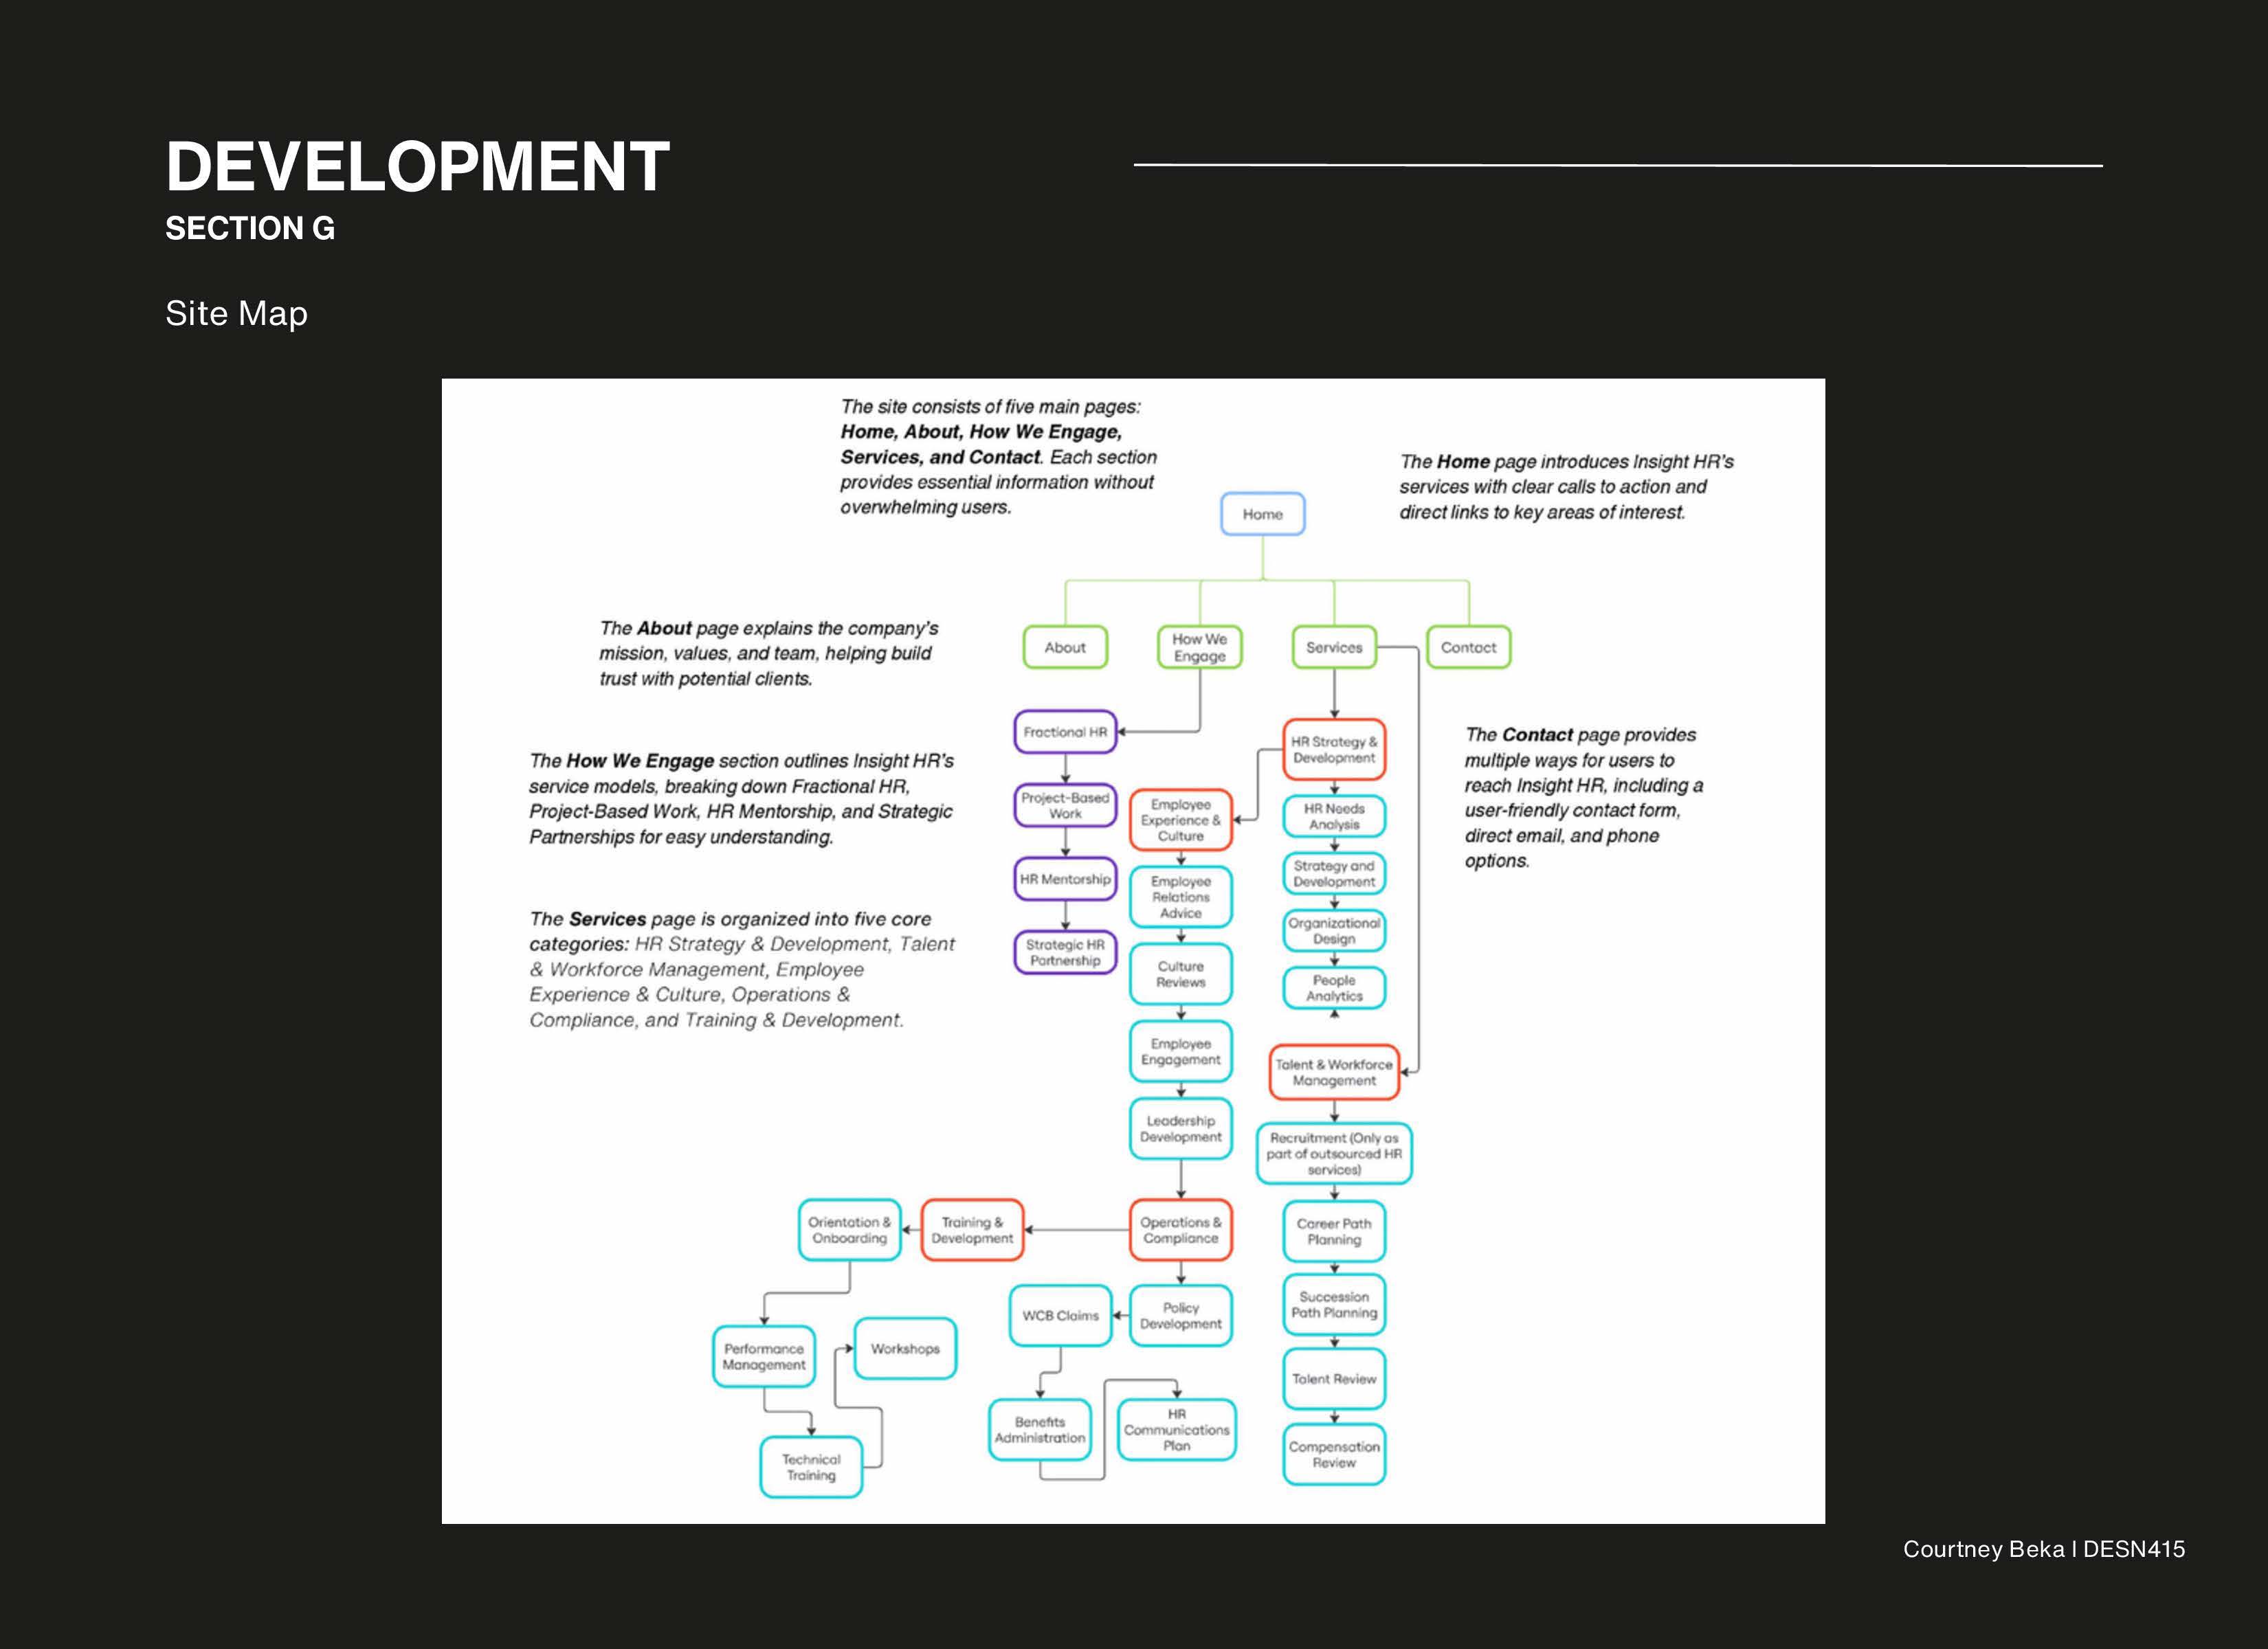 DEVELOPMENT
SECTION G
Site Map
The site consists of five main pages:
Home, About, How We Engage,
Services, and Contact. Each section
provides essential information without
overwhelming users.
The Home page introduces Insight HR's
services with clear calls to action and
direct links to key areas of interest.
Home
The About page explains the company's
mission, values, and team, helping build
trust with potential clients.
About
How We
Engage
Services
Contact
The How We Engage section outlines Insight HR's
service models, breaking down Fractional HR,
Project-Based Work, HR Mentorship, and Strategic
Partnerships for easy understanding.
The Services page is organized into five core
categories: HR Strategy & Development, Talent
& Workforce Management, Employee
Experience & Culture, Operations &
Compliance, and Training & Development.
Fractional HR
Project-Based
Work
HR Mentorship
Strategic HR
Partnership
Employee
Experience &
Culture
Employee
Relations
Advice
Culture
Reviews
Employee
Engagement
Leadership
Development
HR Strategy &
Development
HR Needs
Analysis
Strategy and
Development
Organizational
Design
People
Analytics
The Contact page provides
multiple ways for users to
reach Insight HR, including a
user-friendly contact form,
direct email, and phone
options.
Talent & Workforce
Management
Recruitment (Only as
part of outsourced HR
services)
Career Path
Planning
Succession
Path Planning
Talent Review
Compensation
Review
Orientation &
Onboarding
Training &
Development
Operations &
Compliance
Performance
Management
Workshops
Technical
Training
WCB Claims
Policy
Development
Benefits
Administration
HR
Communications
Plan
Courtney Beka | DESN415